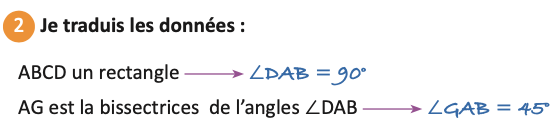 2 Je traduis les données :
ABCD un rectangle ⟶ ∠DAB = 90°
AG est la bissectrices de l'angles ∠DAB ⟶ ∠GAB = 45°